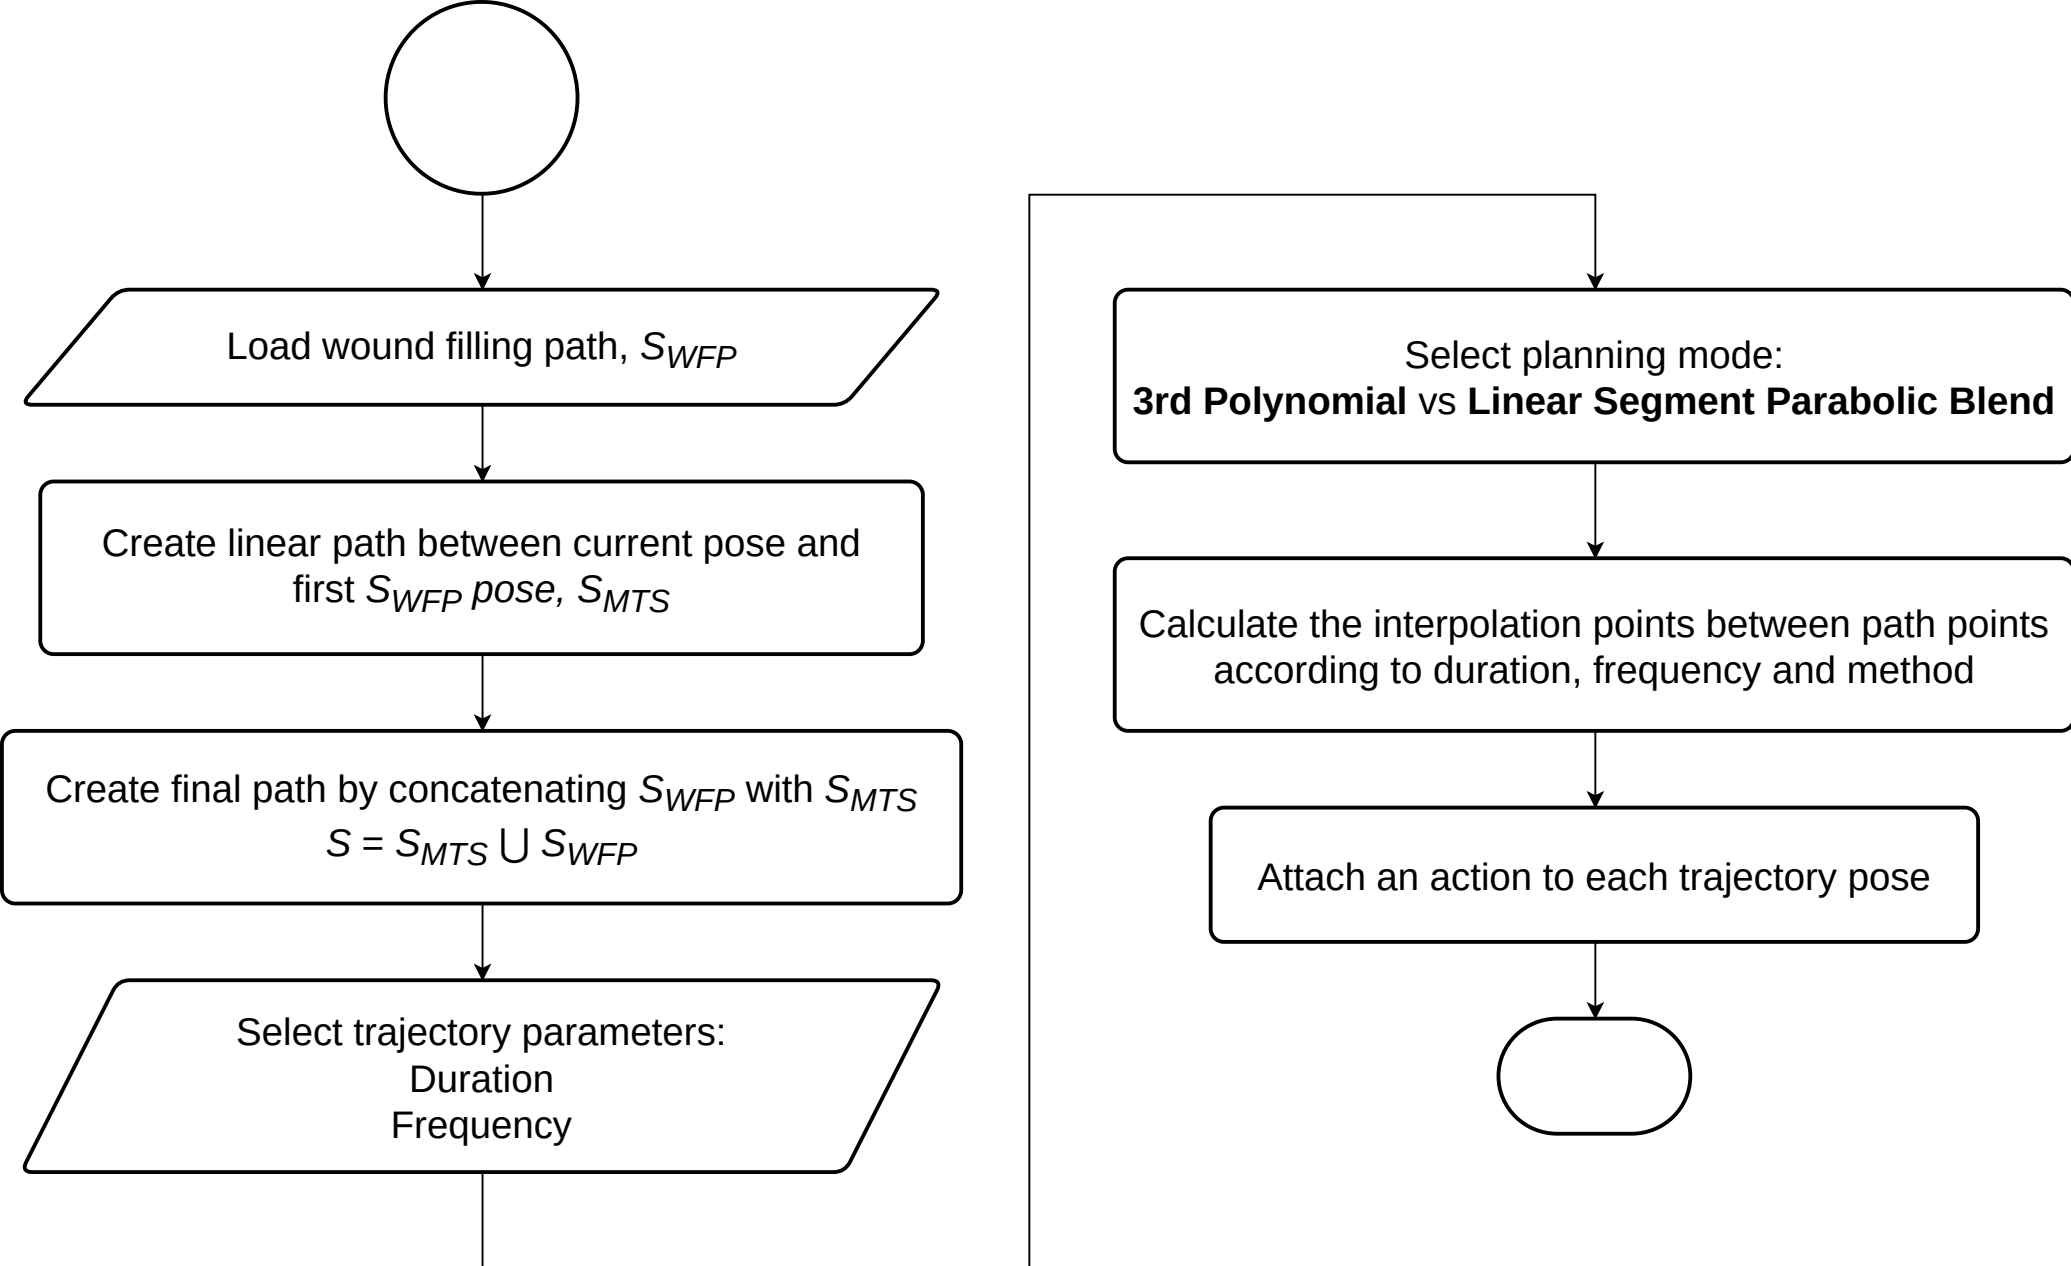 Load wound filling path, S_WFP
Create linear path between current pose and
first S_WFP pose, S_MTS
Create final path by concatenating S_WFP with S_MTS
S = S_MTS ⋃ S_WFP
Select trajectory parameters:
Duration
Frequency
Select planning mode:
3rd Polynomial vs Linear Segment Parabolic Blend
Calculate the interpolation points between path points
according to duration, frequency and method
Attach an action to each trajectory pose